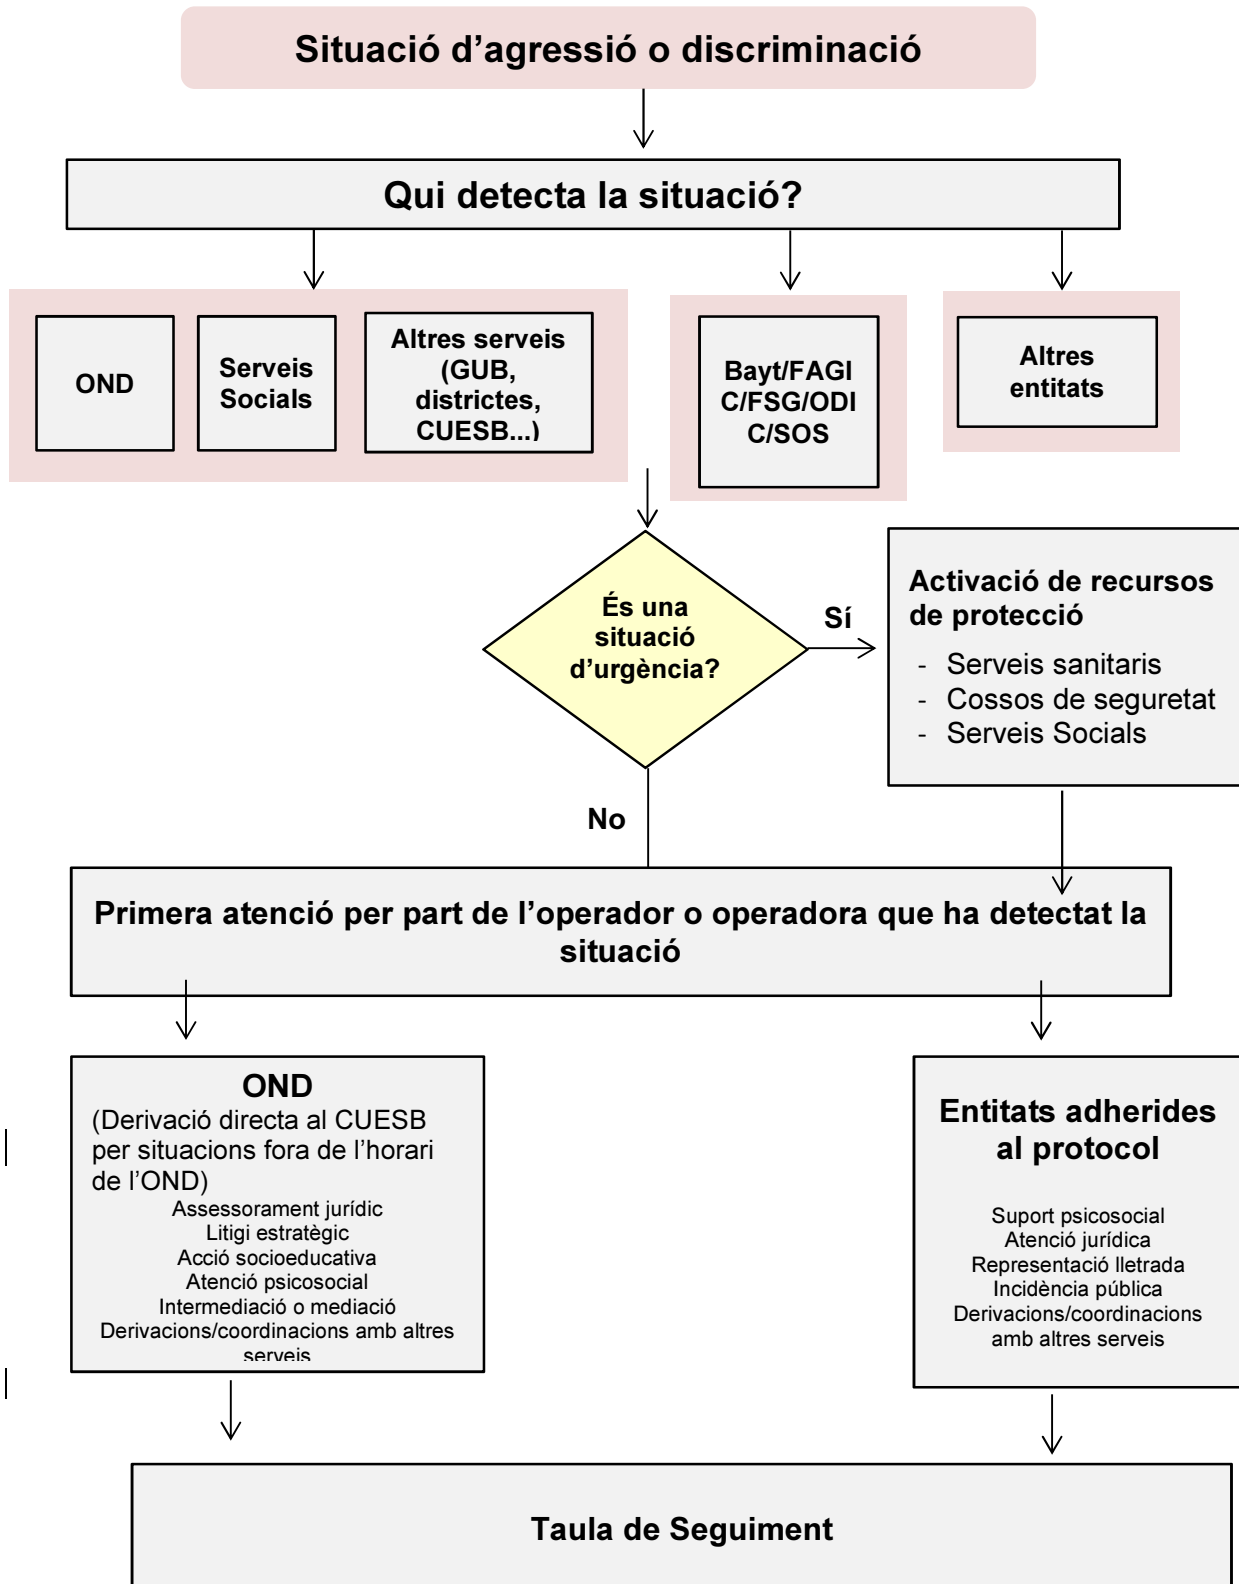 Situació d’agressió o discriminació
Qui detecta la situació?
OND
Serveis
Socials
Altres serveis
(GUB,
districtes,
CUESB...)
Bayt/FAGI
C/FSG/ODI
C/SOS
Altres
entitats
És una
situació
d’urgència?
Sí
Activació de recursos
de protecció
- Serveis sanitaris
- Cossos de seguretat
- Serveis Socials
No
Primera atenció per part de l’operador o operadora que ha detectat la
situació
OND
(Derivació directa al CUESB
per situacions fora de l’horari
de l’OND)
Assessorament jurídic
Litigi estratègic
Acció socioeducativa
Atenció psicosocial
Intermediació o mediació
Derivacions/coordinacions amb altres
serveis
Entitats adherides
al protocol
Suport psicosocial
Atenció jurídica
Representació lletrada
Incidència pública
Derivacions/coordinacions
amb altres serveis
Taula de Seguiment